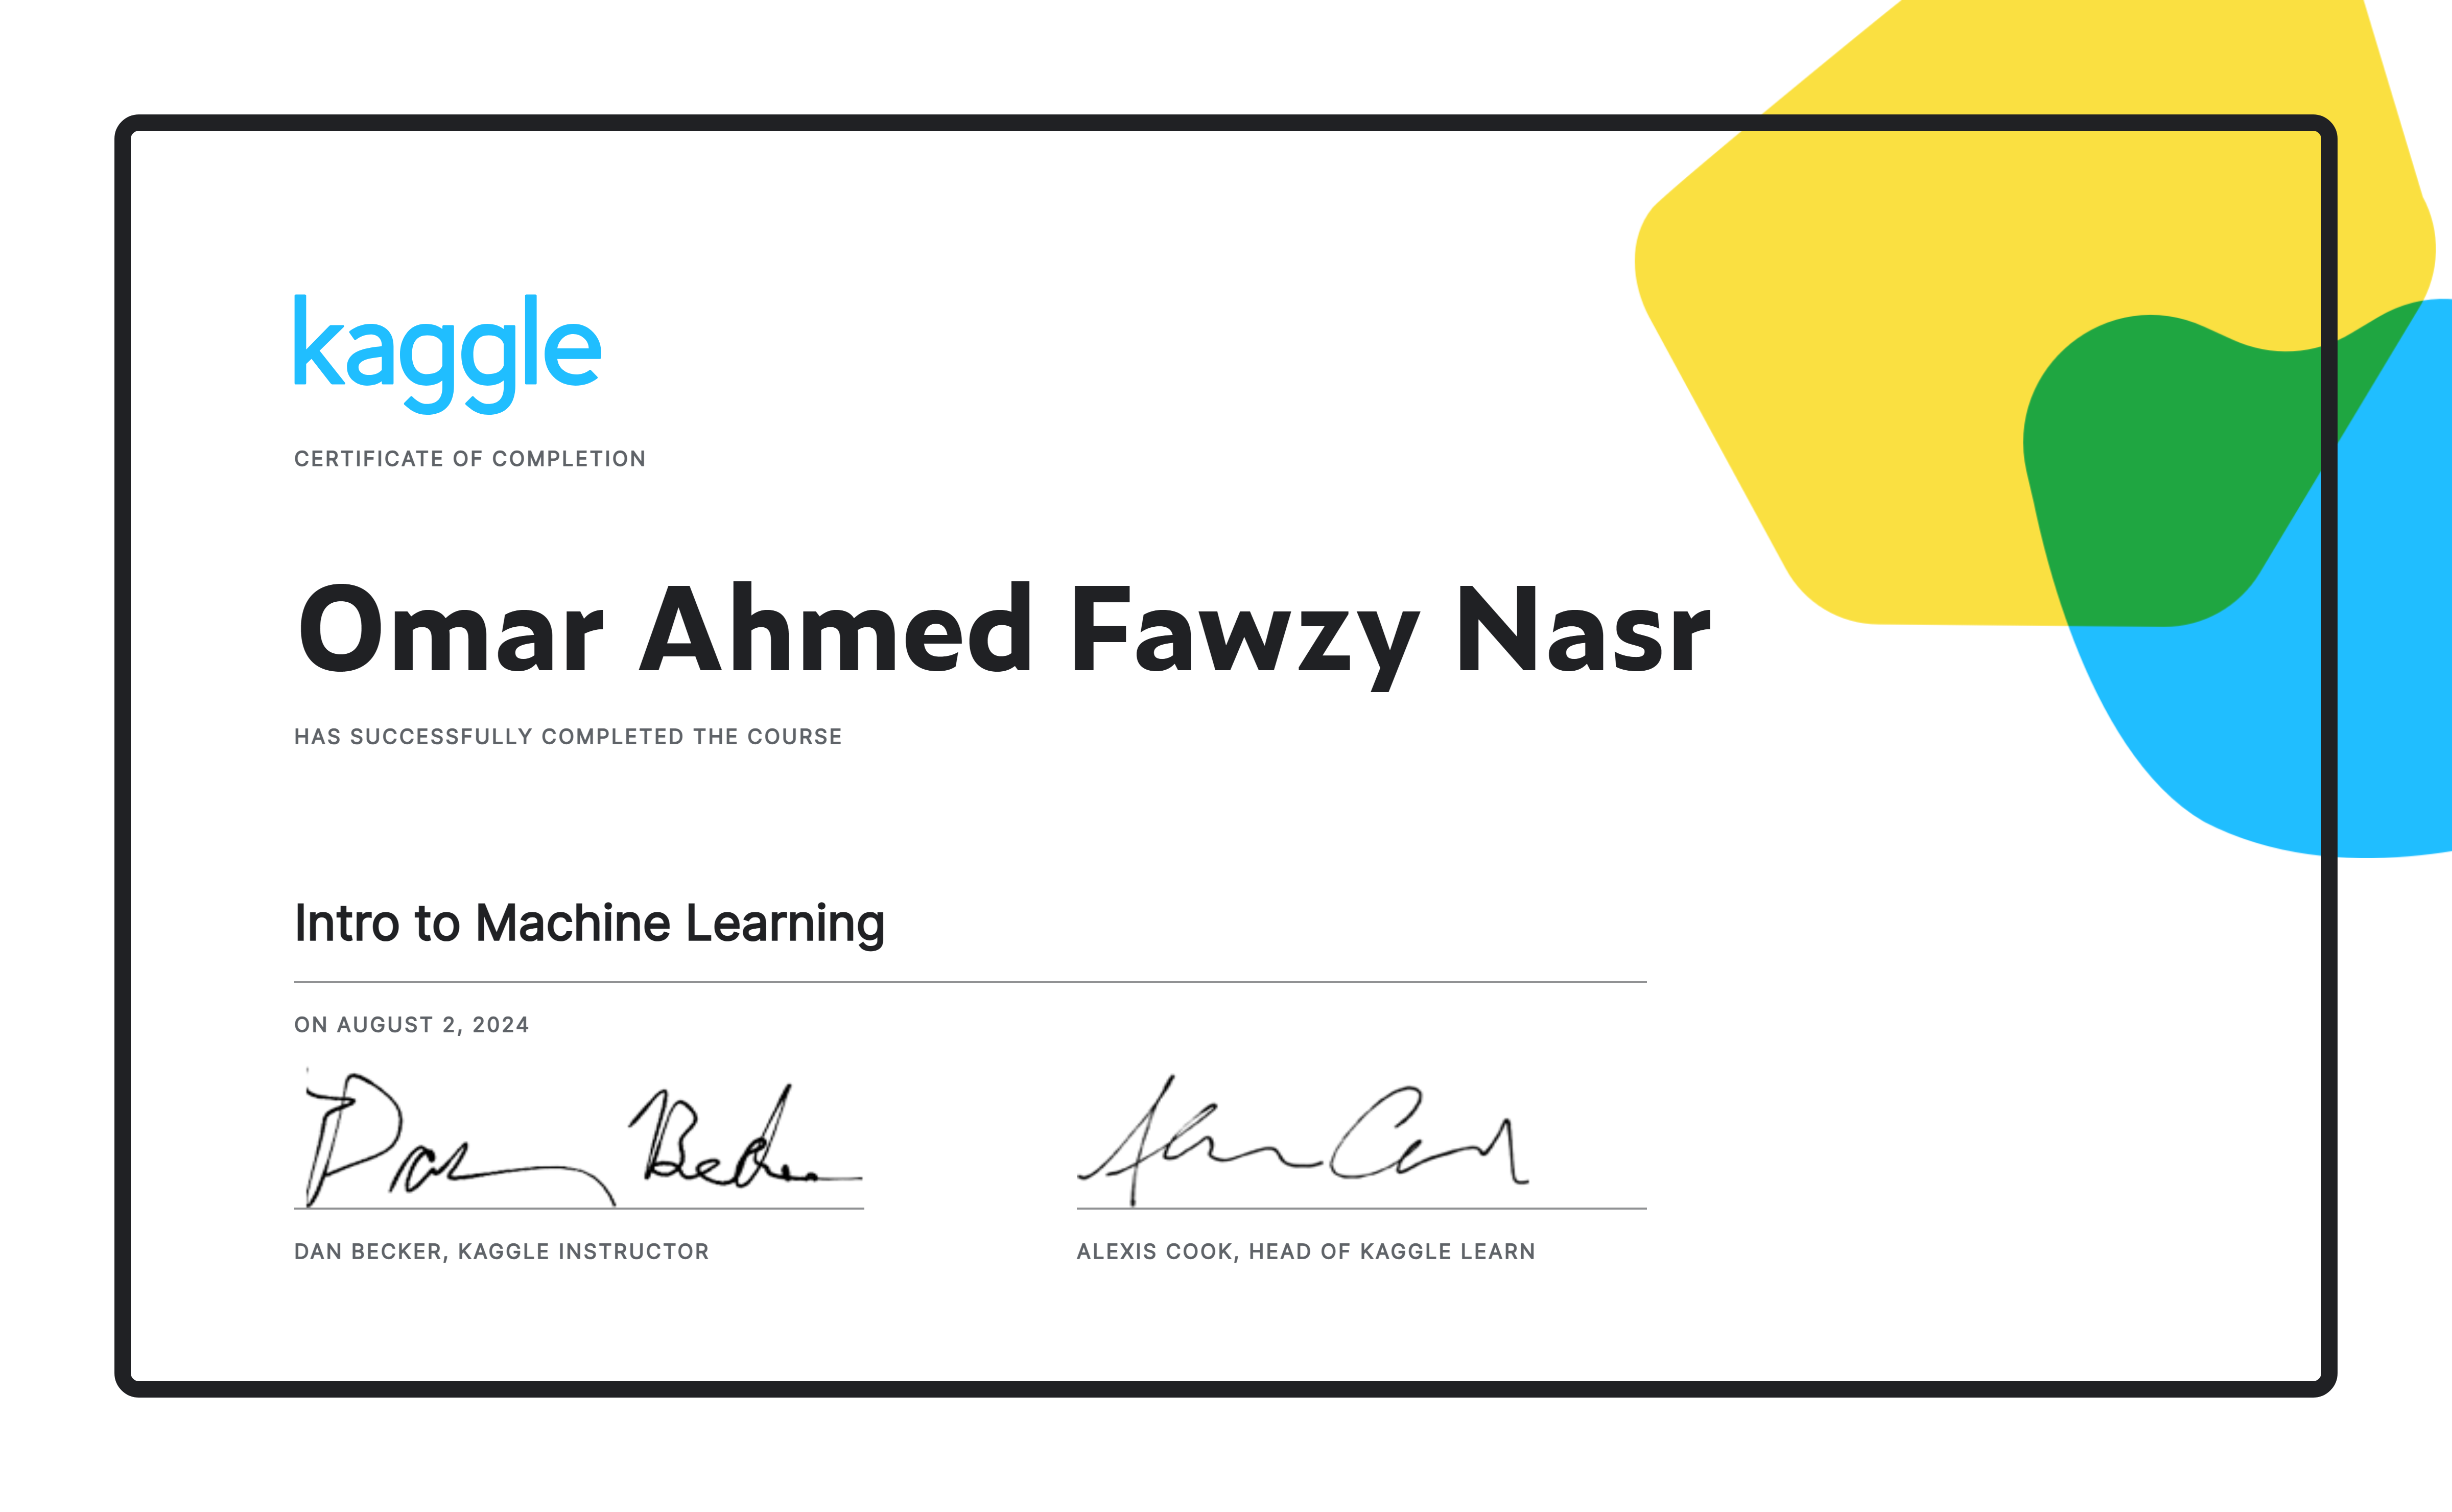 kaggle
CERTIFICATE OF COMPLETION
Omar Ahmed Fawzy Nasr
HAS SUCCESSFULLY COMPLETED THE COURSE
Intro to Machine Learning
ON AUGUST 2, 2024
DAN BECKER, KAGGLE INSTRUCTOR
ALEXIS COOK, HEAD OF KAGGLE LEARN